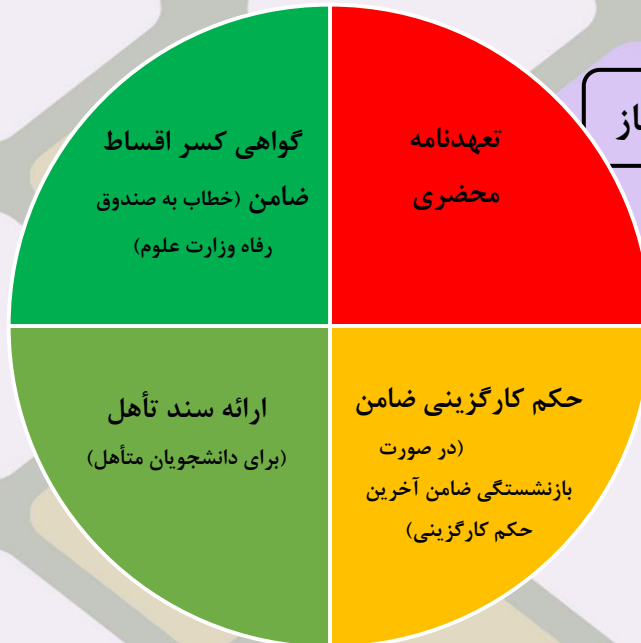 تعهدنامه
محضری
گواهی کسر اقساط
ضامن (خطاب به صندوق
رفاه وزارت علوم)
حکم کارگزینی ضامن
(در صورت
بازنشستگی ضامن آخرین
حکم کارگزینی)
ارائه سند تأهل
(برای دانشجویان متأهل)